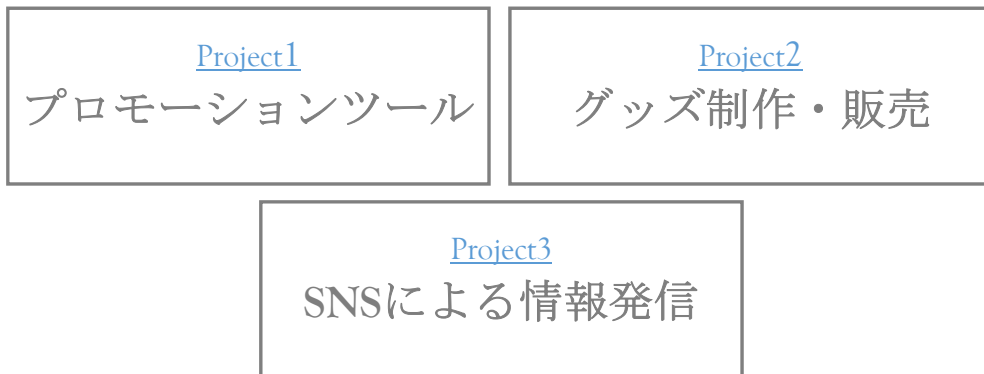 Project1
プロモーションツール
Project2
グッズ制作・販売
Project3
SNSによる情報発信